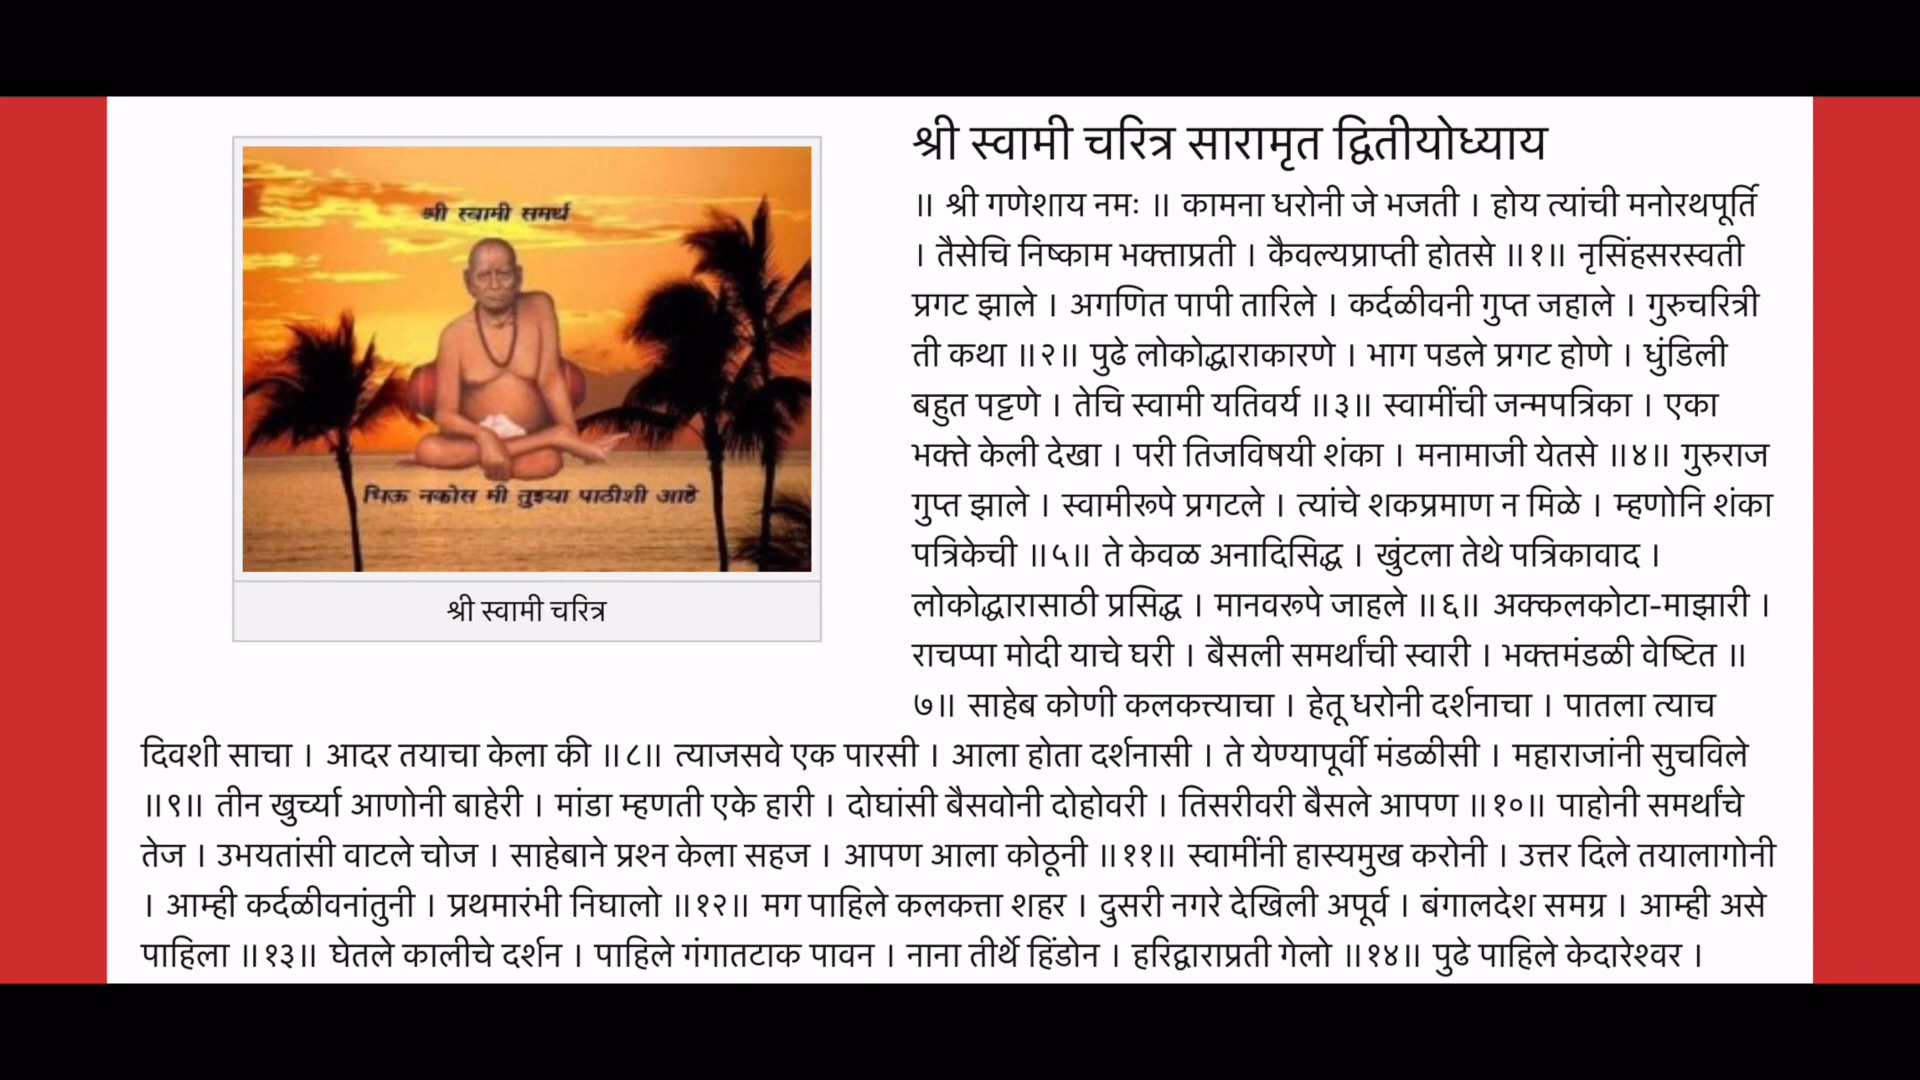 श्री स्वामी समर्थ
भिऊ नकोस मी तुझ्या पाठीशी आहे
श्री स्वामी चरित्र
श्री स्वामी चरित्र सारामृत द्वितीयोध्याय
॥ श्री गणेशाय नमः ॥ कामना धरोनी जे भजती । होय त्यांची मनोरथपूर्ति
। तैसेचि निष्काम भक्ताप्रती । कैवल्यप्राप्ती होतसे ॥१॥ नृसिंहसरस्वती
प्रगट झाले । अगणित पापी तारिले । कर्दळीवनी गुप्त जहाले । गुरुचरित्री
ती कथा ॥२॥ पुढे लोकोद्धाराकारणे । भाग पडले प्रगट होणे । धुंडिली
बहुत पट्टणे । तेचि स्वामी यतिवर्य ॥३॥ स्वामींची जन्मपत्रिका । एका
भक्ते केली देखा । परी तिजविषयी शंका । मनामाजी येतसे ॥४॥ गुरुराज
गुप्त झाले । स्वामीरूपे प्रगटले । त्यांचे शकप्रमाण न मिळे । म्हणोनि शंका
पत्रिकेची ॥५॥ ते केवळ अनादिसिद्ध । खुंटला तेथे पत्रिकावाद ।
लोकोद्धारासाठी प्रसिद्ध । मानवरूपे जाहले ॥६॥ अक्कलकोटा-माझारी ।
राचप्पा मोदी याचे घरी । बैसली समर्थांची स्वारी । भक्तमंडळी वेष्टित ॥
७॥ साहेब कोणी कलकत्त्याचा । हेतू धरोनी दर्शनाचा । पातला त्याच
दिवशी साचा । आदर तयाचा केला की ॥८॥ त्याजसवे एक पारसी । आला होता दर्शनासी । ते येण्यापूर्वी मंडळीसी । महाराजांनी सुचविले
॥९॥ तीन खुर्च्या आणोनी बाहेरी । मांडा म्हणती एके हारी । दोघांसी बैसवोनी दोहोवरी । तिसरीवरी बैसले आपण ॥१०॥ पाहोनी समर्थांचे
तेज । उभयतांसी वाटले चोज । साहेबाने प्रश्न केला सहज । आपण आला कोठूनी ॥११॥ स्वामींनी हास्यमुख करोनी । उत्तर दिले तयालागोनी
। आम्ही कर्दळीवनांतुनी । प्रथमारंभी निघालो ॥१२॥ मग पाहिले कलकत्ता शहर । दुसरी नगरे देखिली अपूर्व । बंगालदेश समग्र । आम्ही असे
पाहिला ॥१३॥ घेतले कालीचे दर्शन । पाहिले गंगातटाक पावन । नाना तीर्थे हिंडोन । हरिद्वाराप्रती गेलो ॥१४॥ पुढे पाहिले केदारेश्वर ।